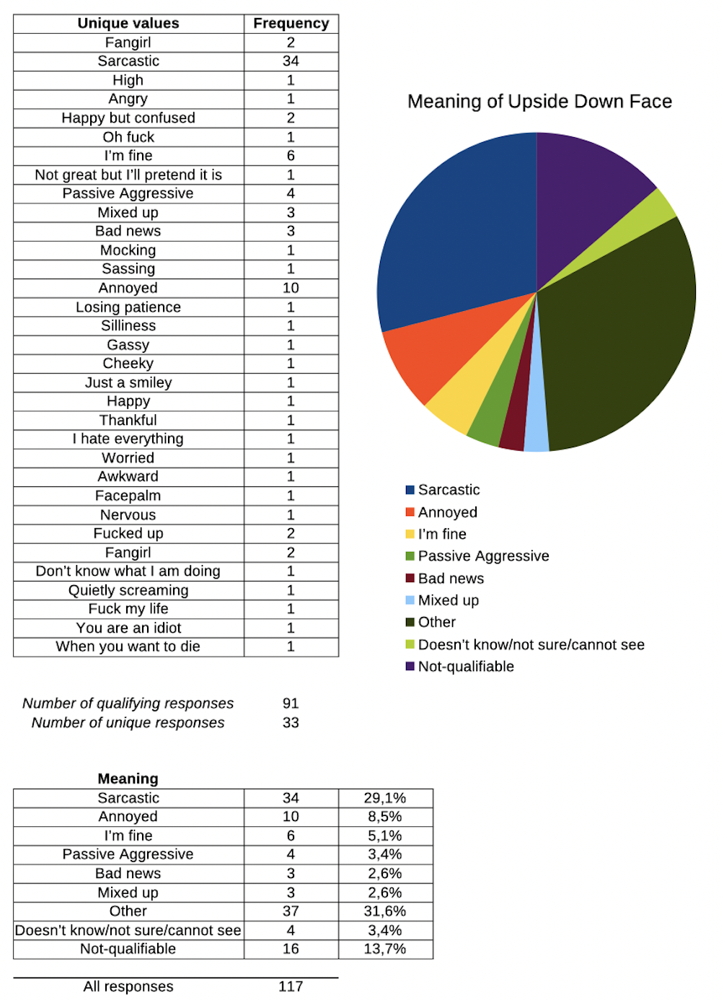 Unique values Frequency
Fangirl 2
Sarcastic 34
High 1
Angry 1
Happy but confused 2
Oh fuck 1
I'm fine 6
Not great but I'll pretend it is 1
Passive Aggressive 4
Mixed up 3
Bad news 3
Mocking 1
Sassing 1
Annoyed 10
Losing patience 1
Silliness 1
Gassy 1
Cheeky 1
Just a smiley 1
Happy 1
Thankful 1
I hate everything 1
Worried 1
Awkward 1
Facepalm 1
Nervous 1
Fucked up 2
Fangirl 2
Don't know what I am doing 1
Quietly screaming 1
Fuck my life 1
You are an idiot 1
When you want to die 1
Number of qualifying responses 91
Number of unique responses 33
Meaning of Upside Down Face
Sarcastic
Annoyed
I'm fine
Passive Aggressive
Bad news
Mixed up
Other
Doesn't know/not sure/cannot see
Not-qualifiable
Meaning
Sarcastic 34 29,1%
Annoyed 10 8,5%
I'm fine 6 5,1%
Passive Aggressive 4 3,4%
Bad news 3 2,6%
Mixed up 3 2,6%
Other 37 31,6%
Doesn't know/not sure/cannot see 4 3,4%
Not-qualifiable 16 13,7%
All responses 117